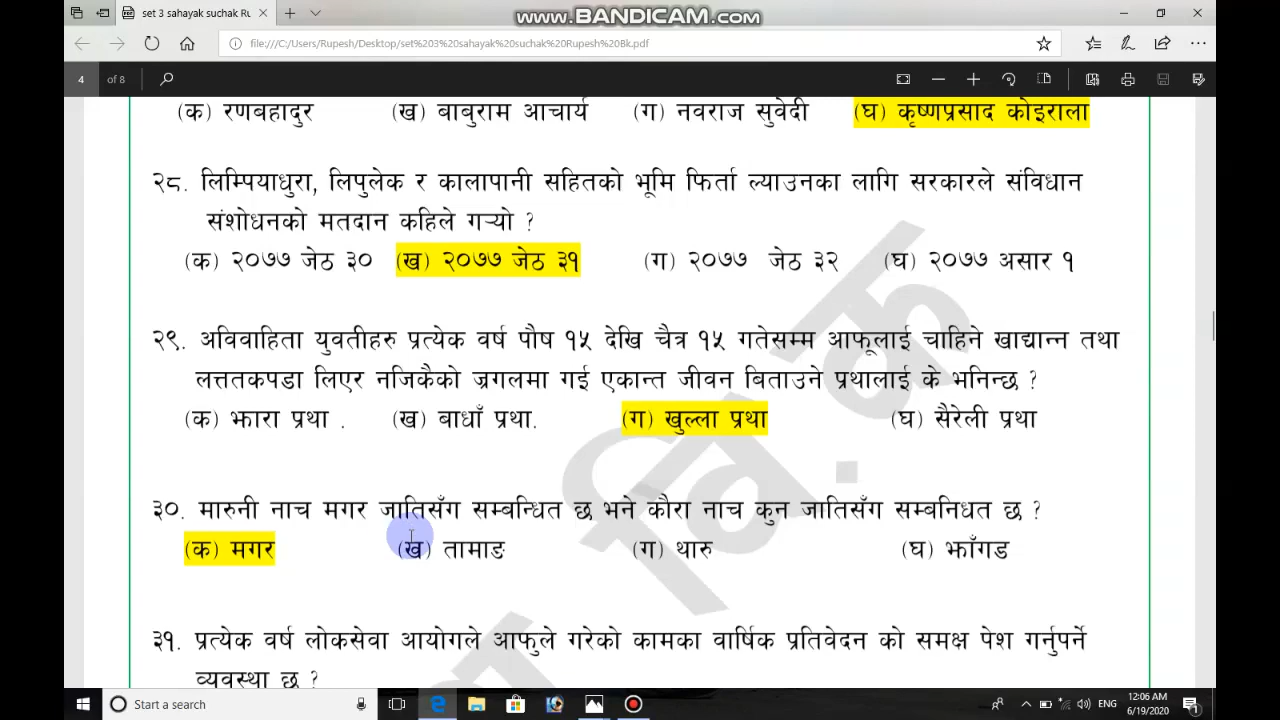 www.BANDICAM.com
set 3 sahayak suchak Ru
file:///C:/Users/Rupesh/Desktop/set%203%20sahayak%20suchak%20Rupesh%20Bk.pdf
4 of 8
(क) रणबहादुर (ख) बाबुराम आचार्य (ग) नवराज सुवेदी (घ) कृष्णप्रसाद कोइराला
२८. लिम्पियाधुरा, लिपुलेक र कालापानी सहितको भूमि फिर्ता ल्याउनका लागि सरकारले संविधान
संशोधनको मतदान कहिले गऱ्यो ?
(क) २०७७ जेठ ३० (ख) २०७७ जेठ ३१ (ग) २०७७ जेठ ३२ (घ) २०७७ असार १
२९. अविवाहिता युवतीहरु प्रत्येक वर्ष पौष १५ देखि चैत्र १५ गतेसम्म आफूलाई चाहिने खाद्यान्न तथा
लत्ततकपडा लिएर नजिकैको ज्रगलमा गई एकान्त जीवन बिताउने प्रथालाई के भनिन्छ ?
(क) झारा प्रथा . (ख) बाधाँ प्रथा. (ग) खुल्ला प्रथा (घ) सैरेली प्रथा
३०. मारुनी नाच मगर जातिसँग सम्बन्धित छ भने कौरा नाच कुन जातिसँग सम्बनिधत छ ?
(क) मगर (ख) तामाङ (ग) थारु (घ) झाँगड
३१. प्रत्येक वर्ष लोकसेवा आयोगले आफुले गरेको कामका वार्षिक प्रतिवेदन को समक्ष पेश गर्नुपर्ने
व्यवस्था छ ?
वि.क
Start a search
ENG
12:06 AM
6/19/2020